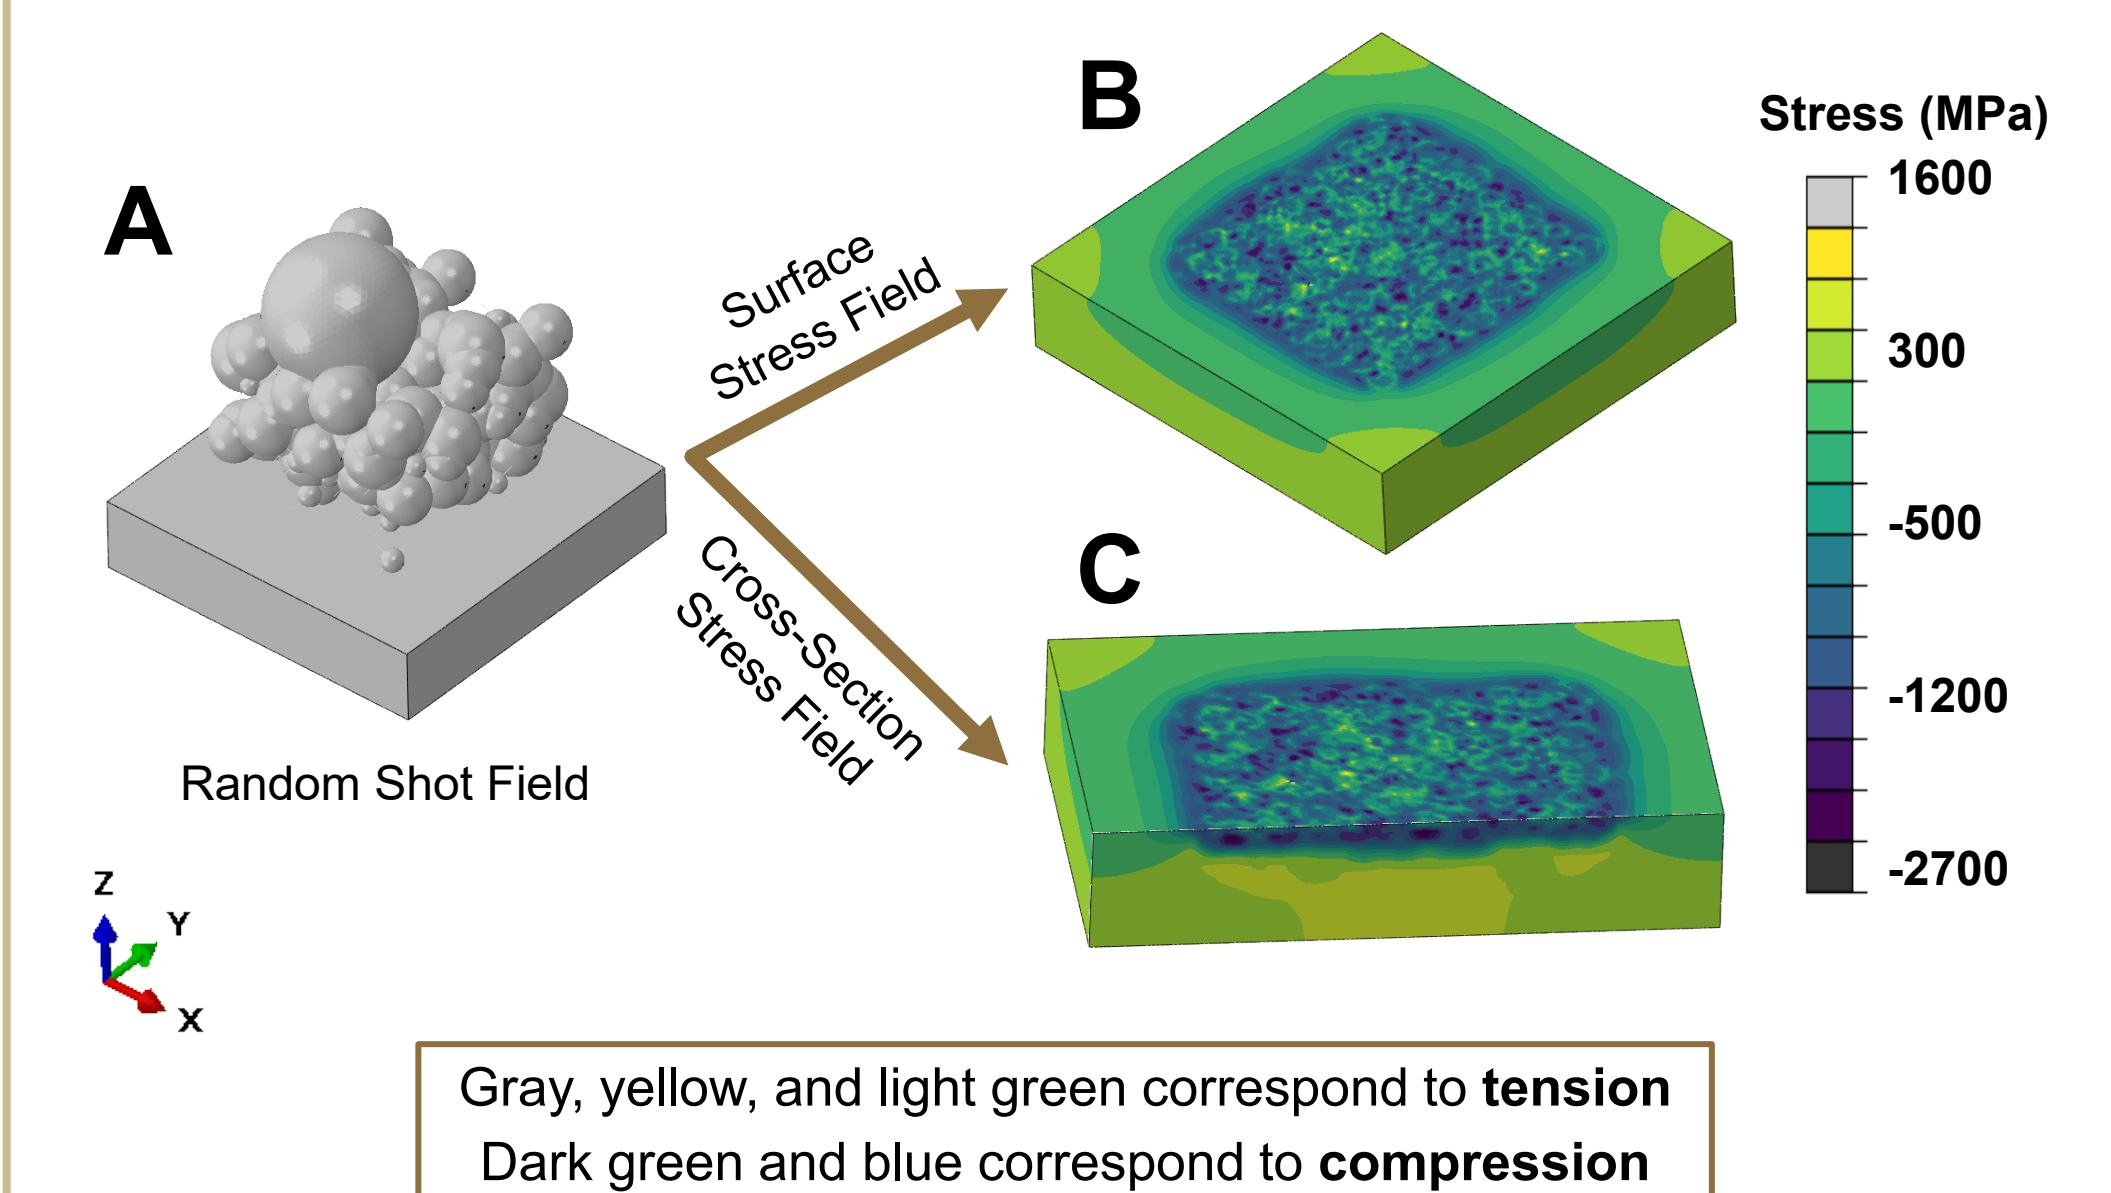 A
Random Shot Field
Z
Y
X
Surface
Stress Field
Cross-Section
Stress Field
B
C
Stress (MPa)
1600
300
-500
-1200
-2700
Gray, yellow, and light green correspond to tension
Dark green and blue correspond to compression